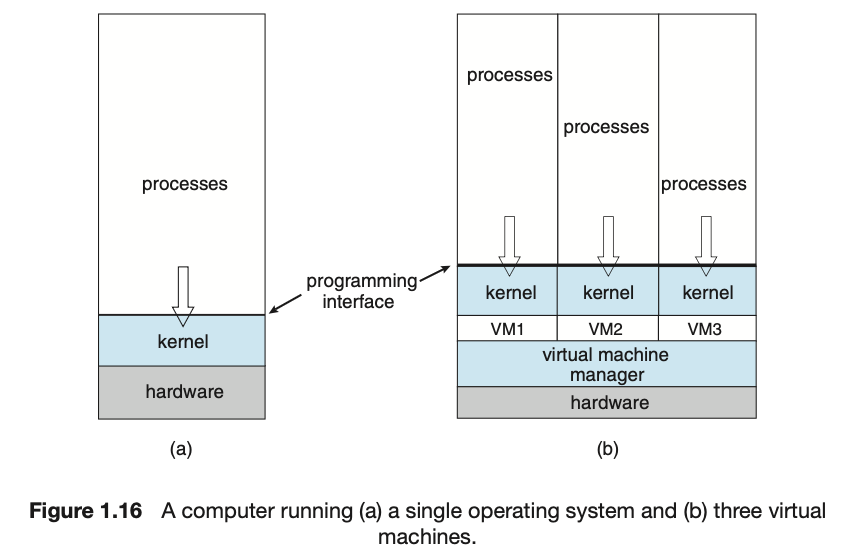 processes
kernel
hardware
(a)
programming
interface
processes
processes
processes
kernel
kernel
kernel
VM1
VM2
VM3
virtual machine
manager
hardware
(b)
Figure 1.16 A computer running (a) a single operating system and (b) three virtual
machines.